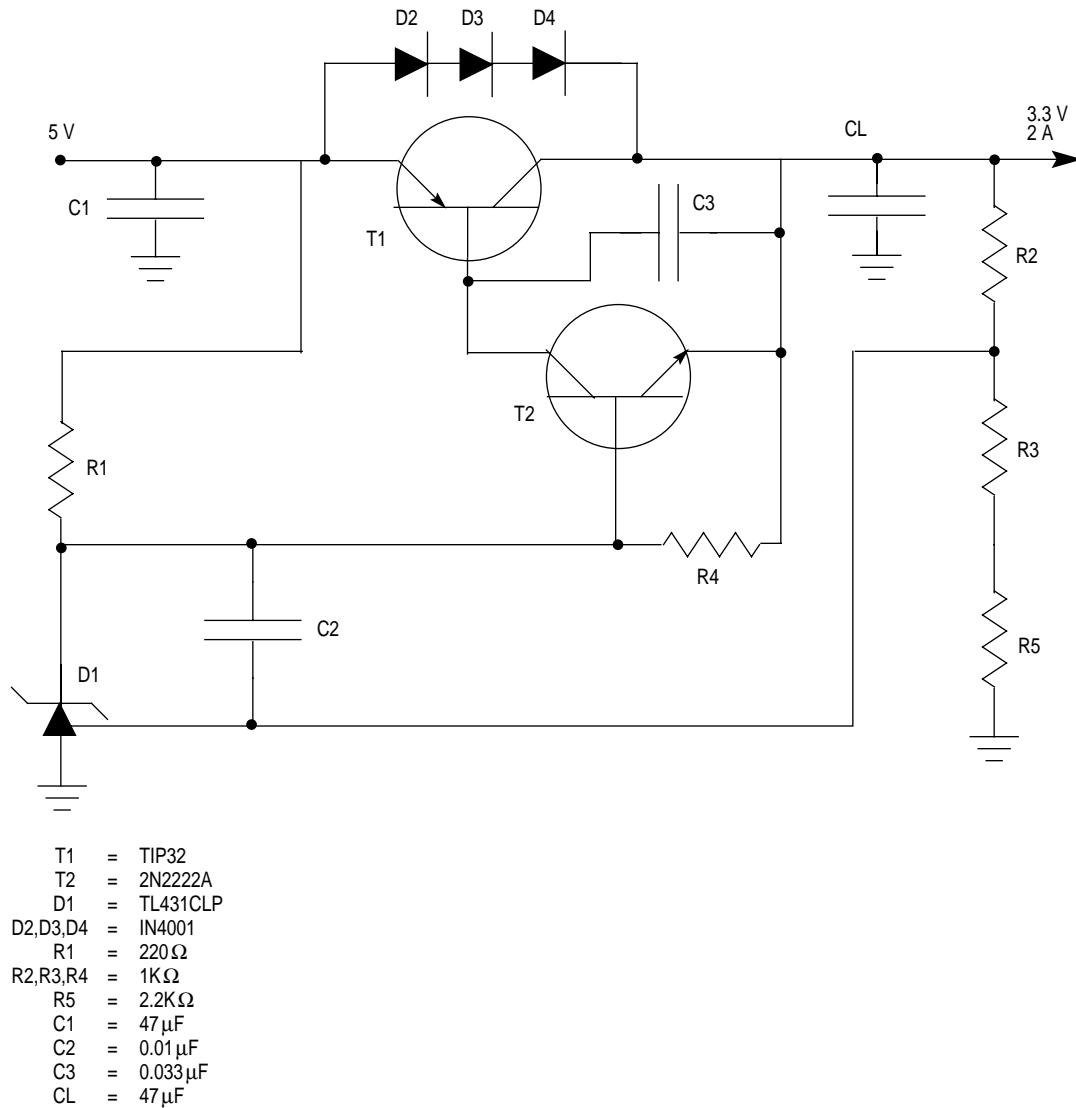 D2 D3 D4
5 V
3.3 V
2 A
CL
C1
C3
T1
R2
T2
R1
R3
R4
C2
R5
D1
T1 = TIP32
T2 = 2N2222A
D1 = TL431CLP
D2,D3,D4 = IN4001
R1 = 220Ω
R2,R3,R4 = 1KΩ
R5 = 2.2KΩ
C1 = 47μF
C2 = 0.01μF
C3 = 0.033μF
CL = 47μF